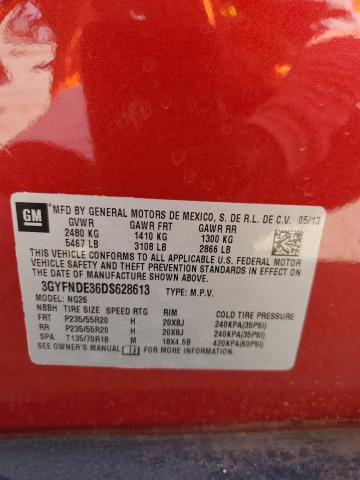 GM
MFD BY GENERAL MOTORS DE MEXICO, S. DE R.L. DE C.V. 05/13
GVWR GAWR FRT GAWR RR
2480 KG 1410 KG 1300 KG
5467 LB 3108 LB 2866 LB
THIS VEHICLE CONFORMS TO ALL APPLICABLE U.S. FEDERAL MOTOR
VEHICLE SAFETY AND THEFT PREVENTION STANDARDS IN EFFECT ON
THE DATE OF MANUFACTURE SHOWN ABOVE.
3GYFNDE36DS628613 TYPE: M.P.V.
MODEL: NG26
NBBH TIRE SIZE SPEED RTG RIM COLD TIRE PRESSURE
FRT P235/55R20 H 20X8J 240KPA(35PSI)
RR P235/55R20 H 20X8J 240KPA(35PSI)
SPA T135/70R18 M 18X4.5B 420KPA(60PSI)
SEE OWNER'S MANUAL FOR ADDITIONAL INFORMATION